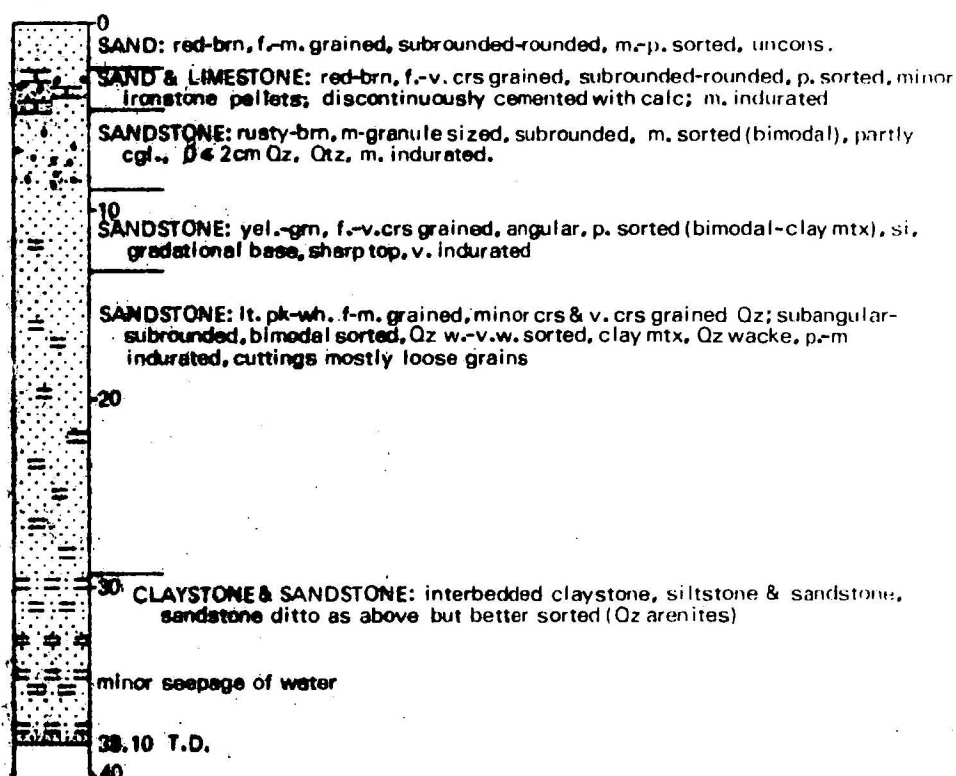 0
SAND: red-brn, f.-m. grained, subrounded-rounded, m.-p. sorted, uncons.
SAND & LIMESTONE: red-brn, f.-v. crs grained, subrounded-rounded, p. sorted, minor
ironstone pellets; discontinuously cemented with calc; m. indurated
SANDSTONE: rusty-brn, m-granule sized, subrounded, m. sorted (bimodal), partly
cgl., Ø < 2cm Qz, Qtz, m. indurated.
10
SANDSTONE: yel.-grn, f.-v.crs grained, angular, p. sorted (bimodal-clay mtx), si,
gradational base, sharp top, v. indurated
SANDSTONE: lt. pk-wh. f-m. grained, minor crs & v. crs grained Qz; subangular-
subrounded, bimodal sorted, Qz w.-v.w. sorted, clay mtx, Qz wacke, p.-m
indurated, cuttings mostly loose grains
20
30 CLAYSTONE & SANDSTONE: interbedded claystone, siltstone & sandstone,
sandstone ditto as above but better sorted (Qz arenites)
minor seepage of water
T.D.
40